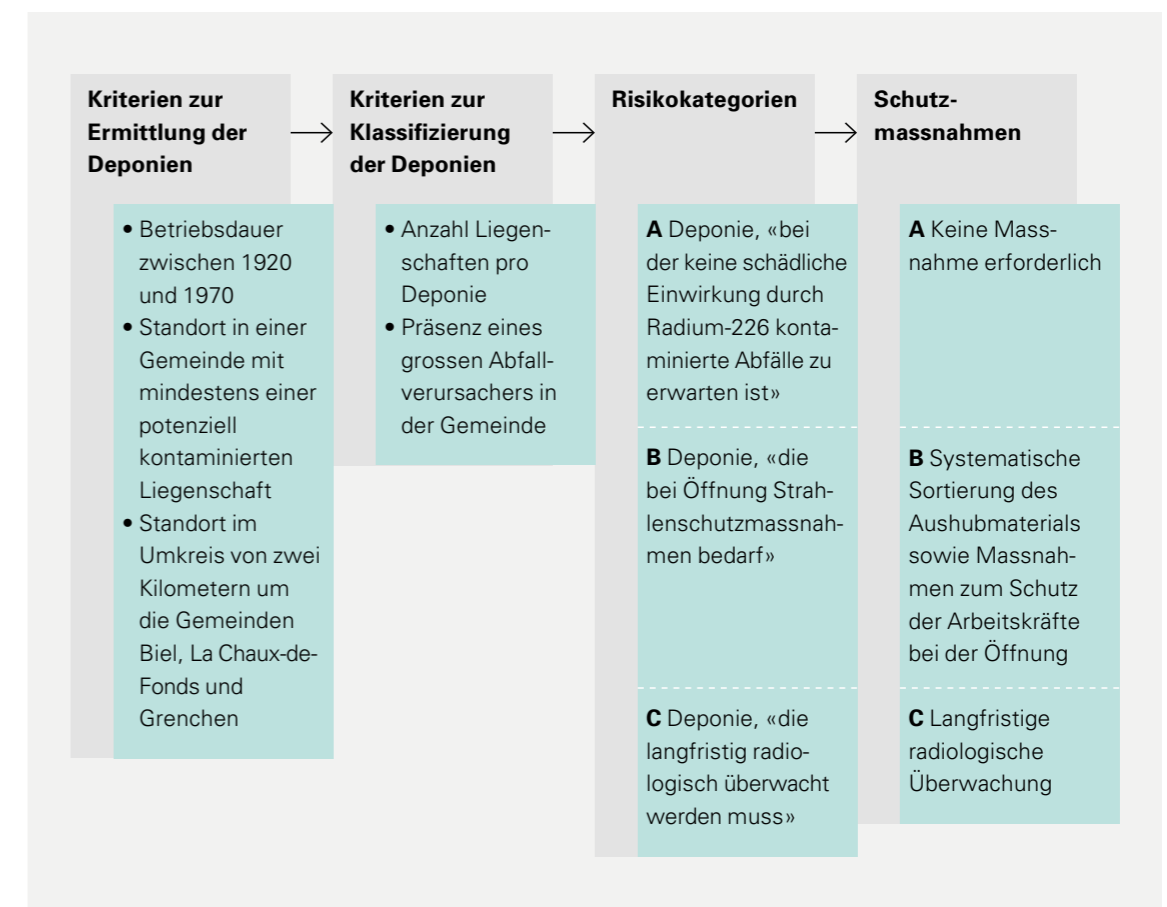 Kriterien zur
Ermittlung der
Deponien
• Betriebsdauer
zwischen 1920
und 1970
• Standort in einer
Gemeinde mit
mindestens einer
potenziell
kontaminierten
Liegenschaft
• Standort im
Umkreis von zwei
Kilometern um
die Gemeinden
Biel, La Chaux-de-
Fonds und
Grenchen
Kriterien zur
Klassifizierung
der Deponien
• Anzahl Liegen-
schaften pro
Deponie
• Präsenz eines
grossen Abfall-
verursachers in
der Gemeinde
Risikokategorien
A Deponie, «bei
der keine schädliche
Einwirkung durch
Radium-226 konta-
minierte Abfälle zu
erwarten ist»
B Deponie, «die
bei Öffnung Strah-
lenschutzmassnah-
men bedarf»
C Deponie, «die
langfristig radio-
logisch überwacht
werden muss»
Schutz-
massnahmen
A Keine Mass-
nahme erforderlich
B Systematische
Sortierung des
Aushubmaterials
sowie Massnah-
men zum Schutz
der Arbeitskräfte
bei der Öffnung
C Langfristige
radiologische
Überwachung